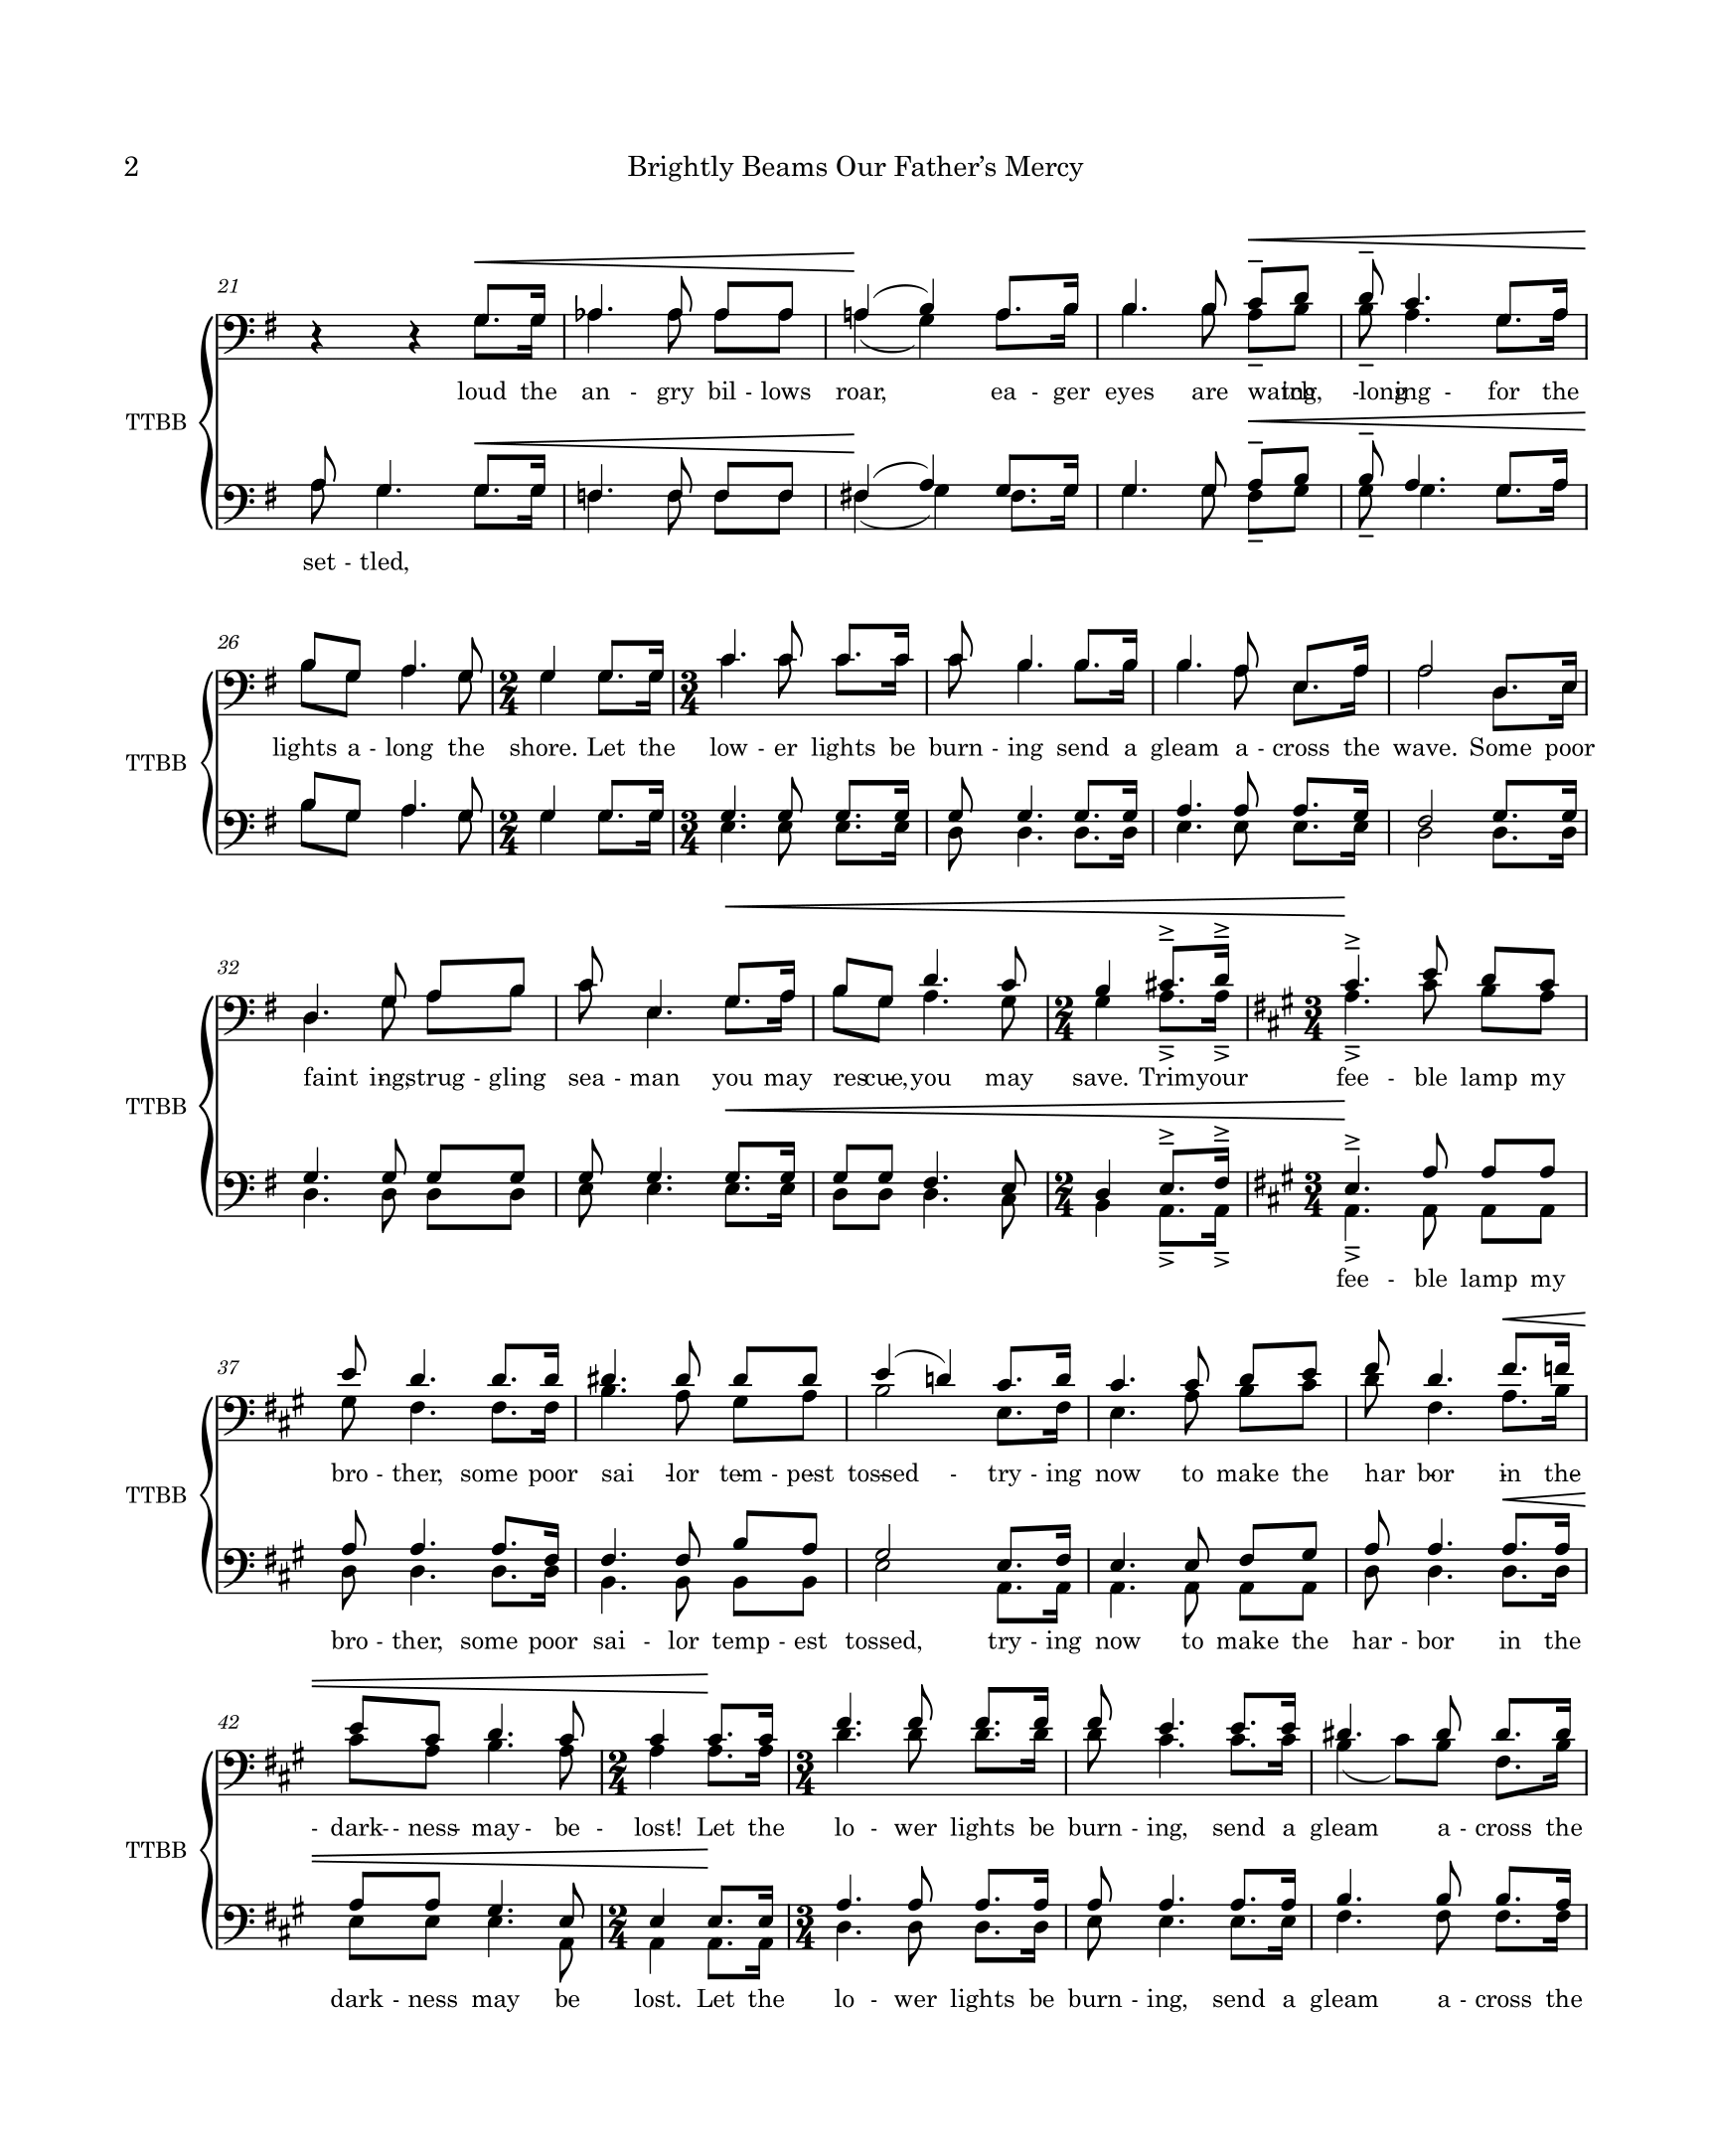 2 Brightly Beams Our Father’s Mercy
21
TTBB
loud the an - gry bil - lows roar, ea - ger eyes are watch - ing, long - ing for the
set - tled,
26
TTBB
lights a - long the shore. Let the low - er lights be burn - ing send a gleam a - cross the wave. Some poor
32
TTBB
faint - ing, strug - gling sea - man you may res - cue, you may save. Trim your fee - ble lamp my
fee - ble lamp my
37
TTBB
bro - ther, some poor sai - lor tem - pest tossed - try - ing now to make the har - bor - in - the -
bro - ther, some poor sai - lor temp - est tossed, try - ing now to make the har - bor in the
42
TTBB
- dark - - ness - may - be - lost! Let the lo - wer lights be burn - ing, send a gleam a - cross the
dark - ness may be lost. Let the lo - wer lights be burn - ing, send a gleam a - cross the